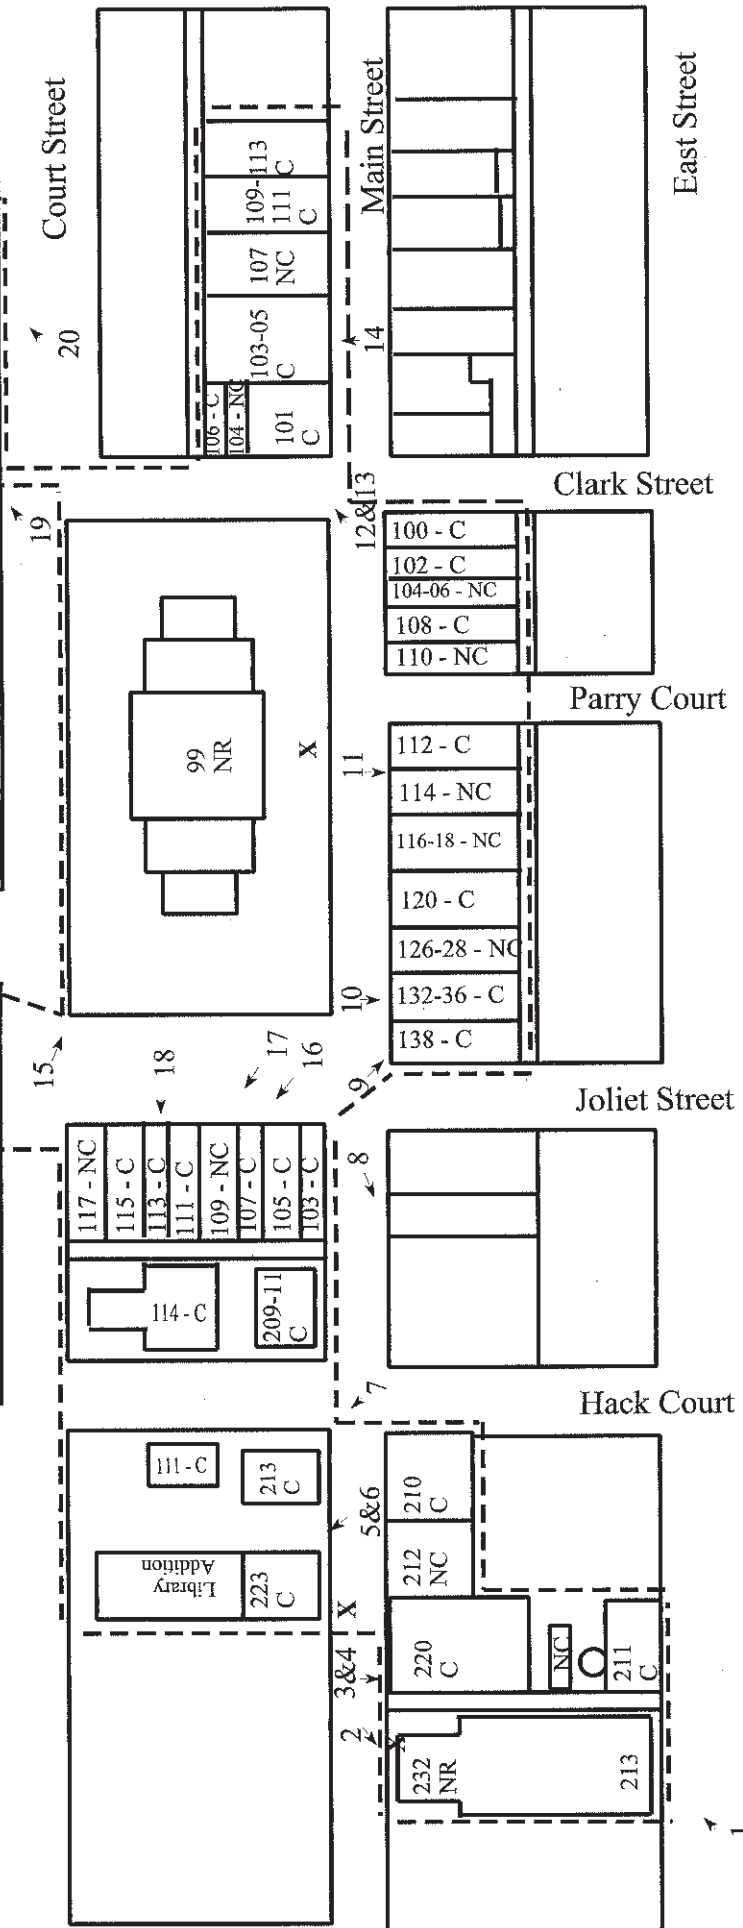 Court Street
Main Street
East Street
20
109-113
C
109-
111
C
107
NC
103-05
C
106 - C
104 - NC
101
C
14
19
12&13
Clark Street
100 - C
102 - C
104-06 - NC
108 - C
110 - NC
99
NR
X
Parry Court
11
112 - C
114 - NC
116-18 - NC
120 - C
126-28 - NC
132-36 - C
138 - C
10
15
18
17
16
9
Joliet Street
8
117 - NC
115 - C
113 - C
111 - C
109 - NC
107 - C
105 - C
103 - C
114 - C
209-11
C
7
Hack Court
111 - C
213
C
5&6
210
C
212
NC
Library
Addition
223
C
X
3&4
220
C
NC
211
C
2
232
NR
213
1